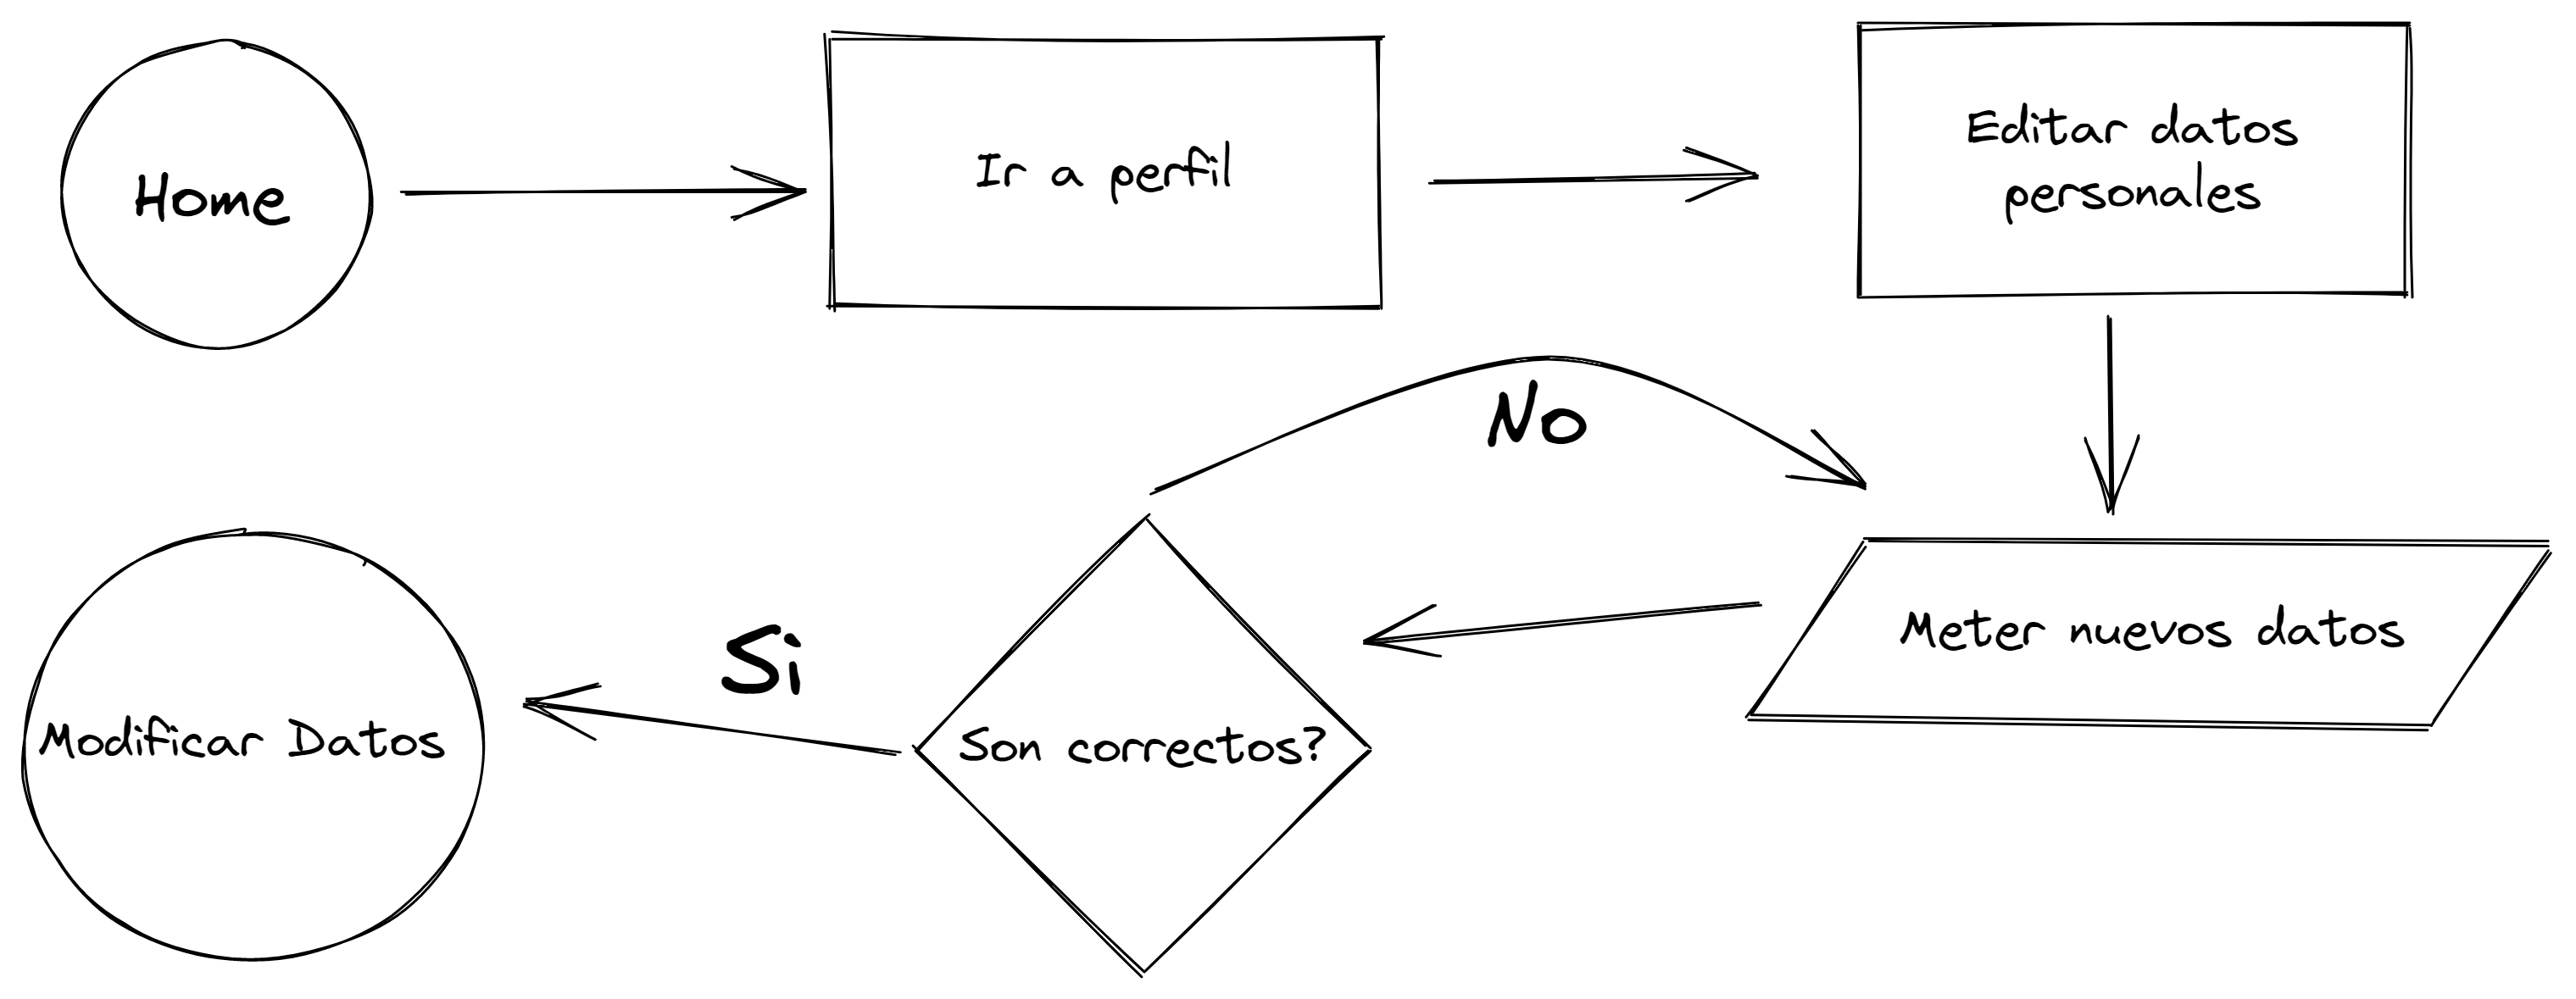 Home
Ir a perfil
Editar datos
personales
No
Meter nuevos datos
Si
Son correctos?
Modificar Datos